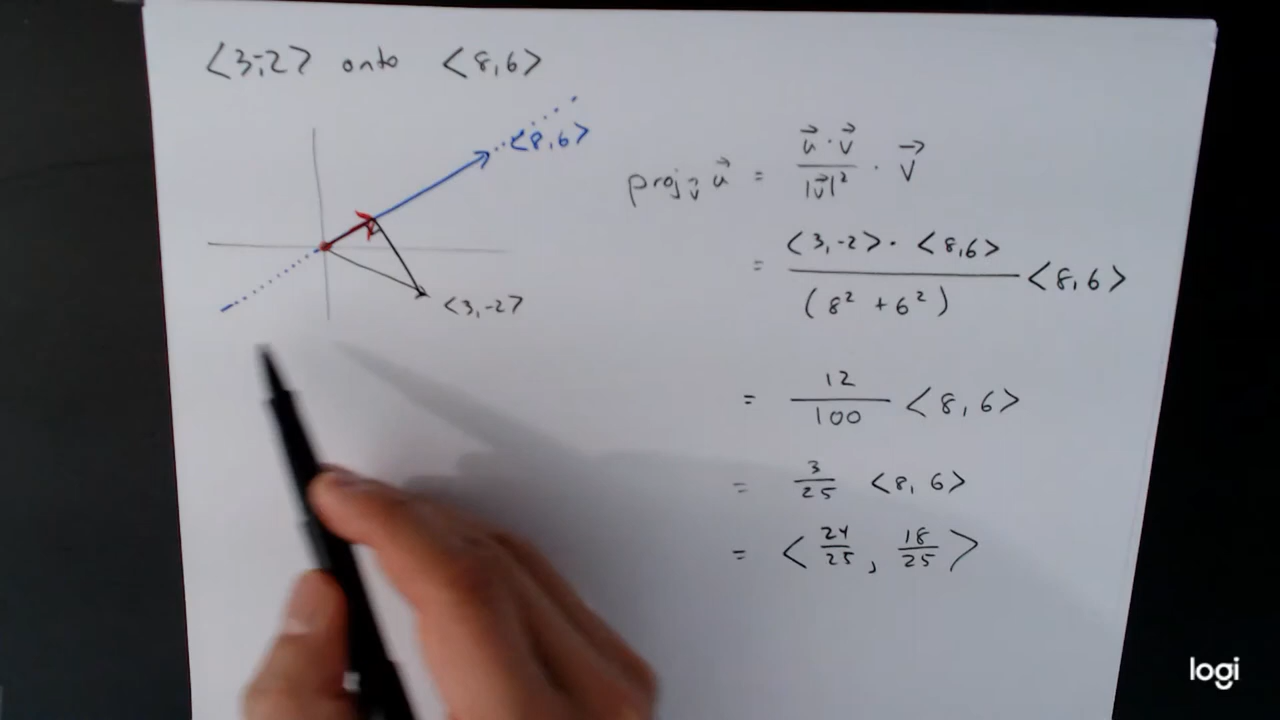 <3,-2> onto <8,6>
<8,6>
<3,-2>
proj_v⃗ u⃗ = (u⃗ · v⃗)/|v⃗|² · v⃗
= (<3,-2> · <8,6>)/(8² + 6²) <8,6>
= 12/100 <8,6>
= 3/25 <8,6>
= <24/25, 18/25>
logi